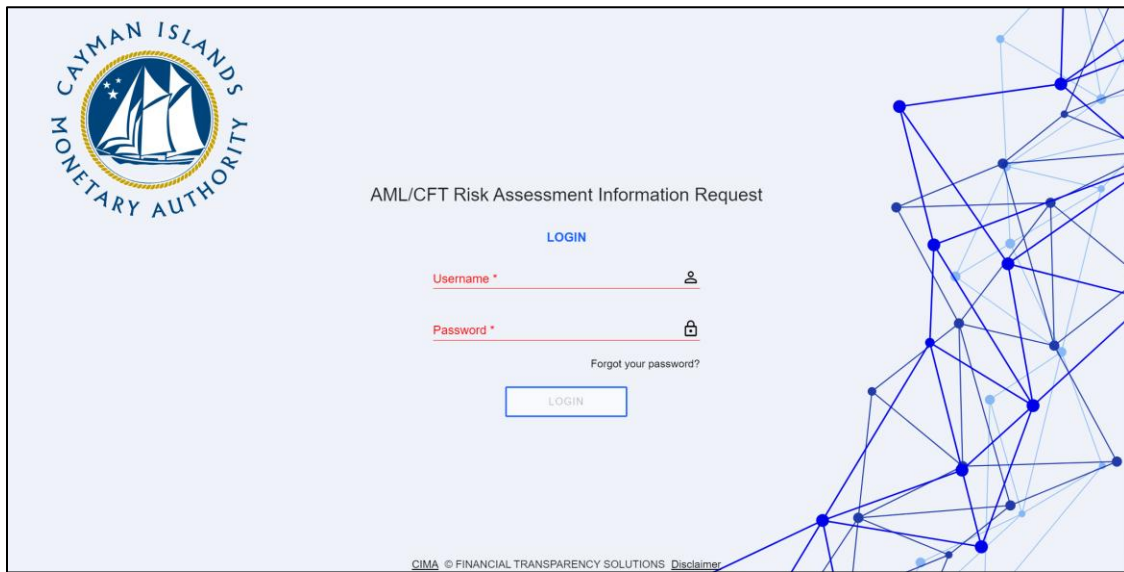 CAYMAN ISLANDS
MONETARY AUTHORITY
AML/CFT Risk Assessment Information Request
LOGIN
Username *
Password *
Forgot your password?
LOGIN
CIMA © FINANCIAL TRANSPARENCY SOLUTIONS Disclaimer